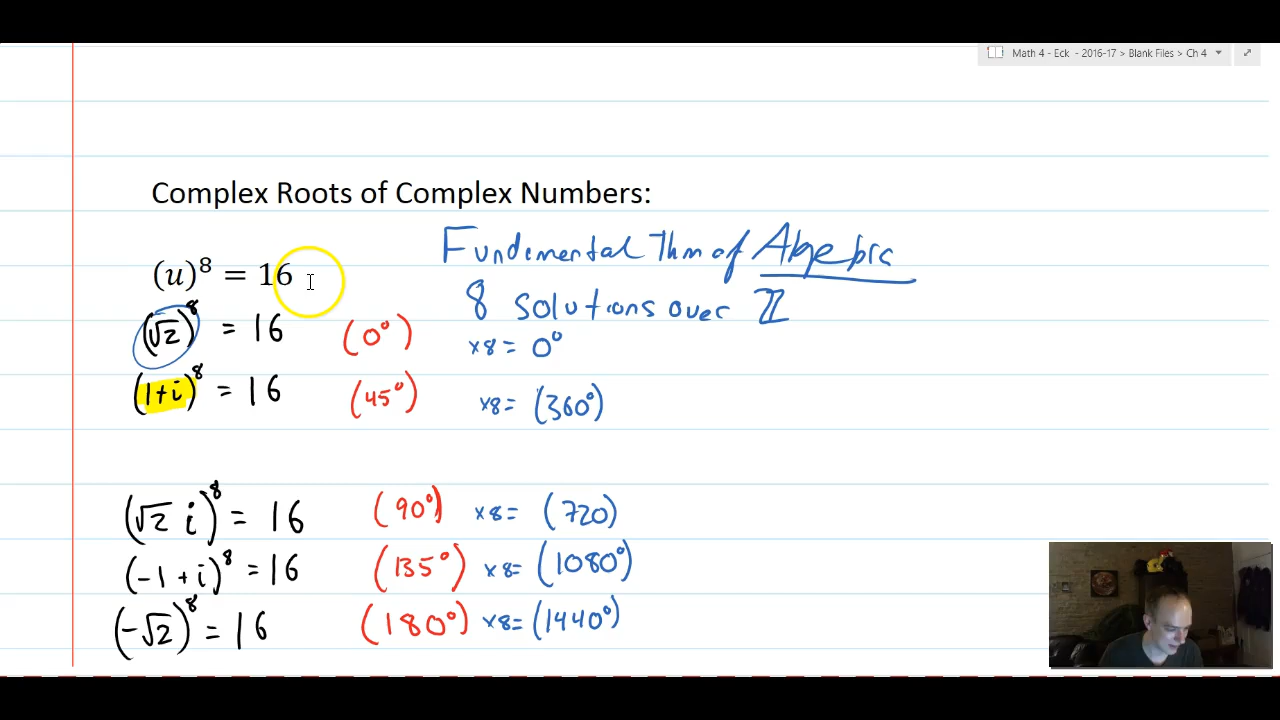 Math 4 - Eck - 2016-17 > Blank Files > Ch 4
Complex Roots of Complex Numbers:
Fundemental Thm of Algebra
(u)⁸ = 16
8 solutions over ℤ
(√2)⁸ = 16 (0°) x8= 0°
(1+i)⁸ = 16 (45°) x8= (360°)
(√2 i)⁸ = 16 (90°) x8= (720)
(-1+i)⁸ = 16 (135°) x8= (1080°)
(-√2)⁸ = 16 (180°) x8= (1440°)